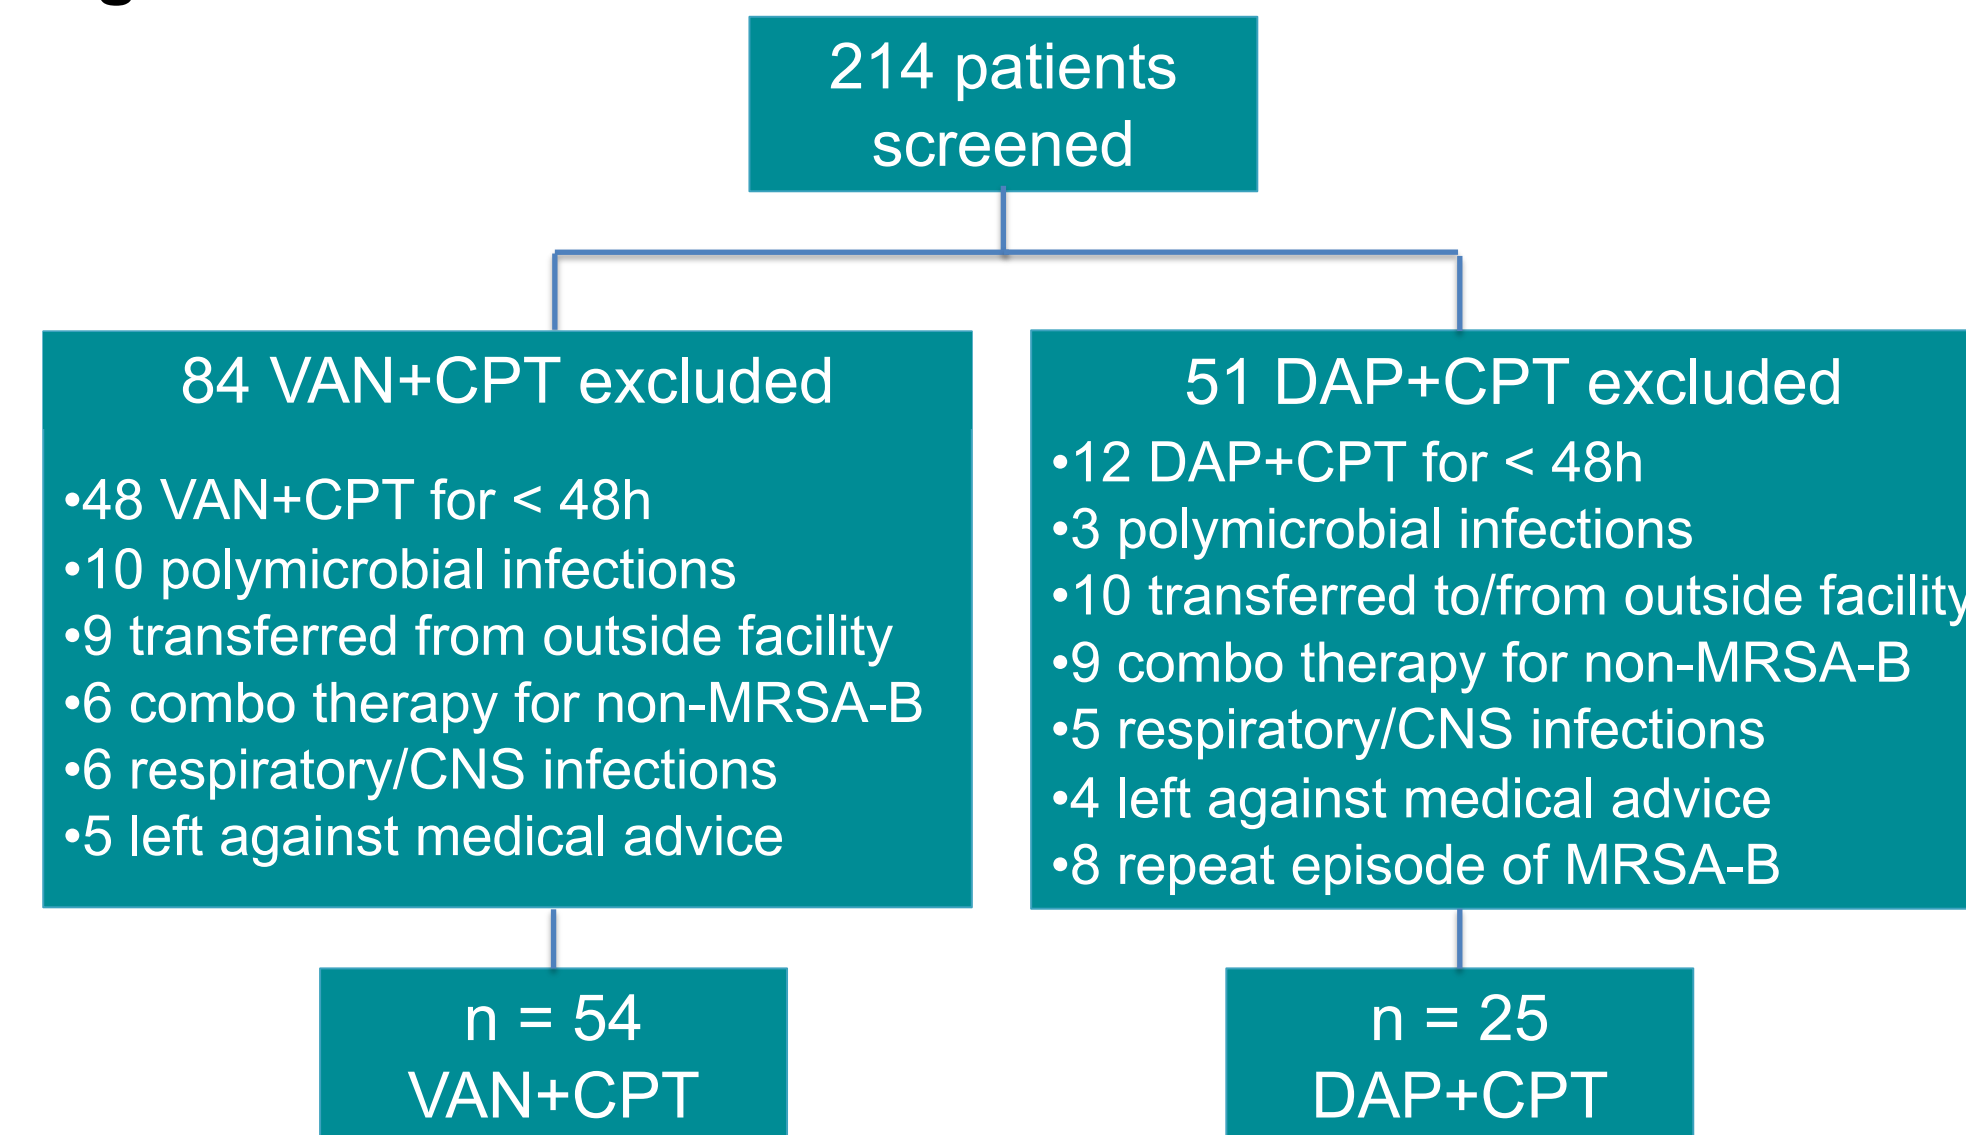 214 patients
screened
84 VAN+CPT excluded
•48 VAN+CPT for < 48h
•10 polymicrobial infections
•9 transferred from outside facility
•6 combo therapy for non-MRSA-B
•6 respiratory/CNS infections
•5 left against medical advice
51 DAP+CPT excluded
•12 DAP+CPT for < 48h
•3 polymicrobial infections
•10 transferred to/from outside facility
•9 combo therapy for non-MRSA-B
•5 respiratory/CNS infections
•4 left against medical advice
•8 repeat episode of MRSA-B
n = 54
VAN+CPT
n = 25
DAP+CPT